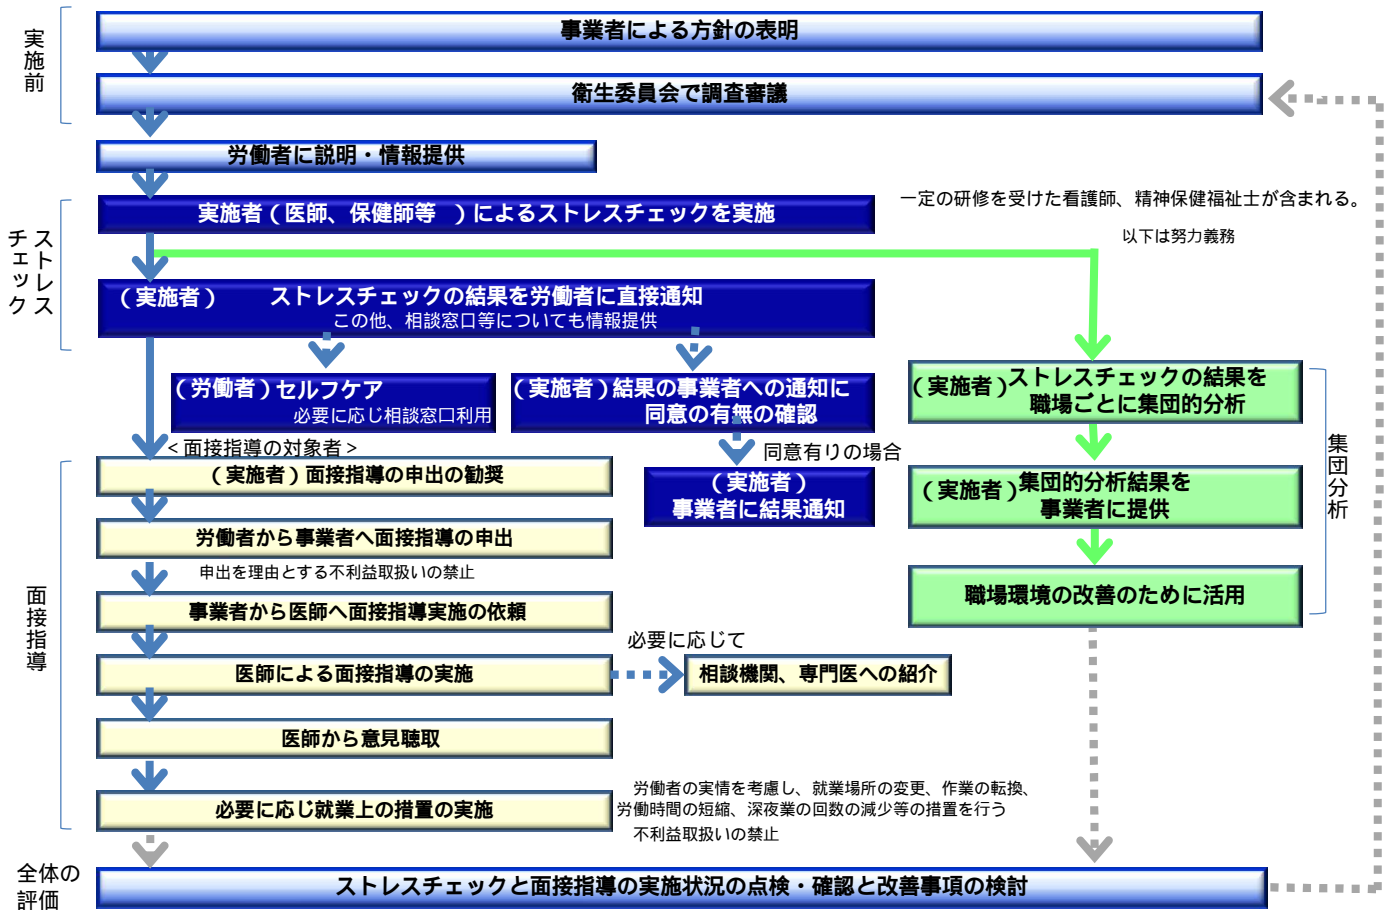 実施前
事業者による方針の表明
衛生委員会で調査審議
労働者に説明・情報提供
ストレス
チェック
実施者(医師、保健師等 )によるストレスチェックを実施
一定の研修を受けた看護師、精神保健福祉士が含まれる。
以下は努力義務
(実施者) ストレスチェックの結果を労働者に直接通知
この他、相談窓口等についても情報提供
(労働者)セルフケア
必要に応じ相談窓口利用
(実施者)結果の事業者への通知に
同意の有無の確認
同意有りの場合
(実施者)
事業者に結果通知
(実施者)ストレスチェックの結果を
職場ごとに集団的分析
(実施者)集団的分析結果を
事業者に提供
職場環境の改善のために活用
集団分析
<面接指導の対象者>
面接指導
(実施者)面接指導の申出の勧奨
労働者から事業者へ面接指導の申出
申出を理由とする不利益取扱いの禁止
事業者から医師へ面接指導実施の依頼
医師による面接指導の実施
必要に応じて
相談機関、専門医への紹介
医師から意見聴取
必要に応じ就業上の措置の実施
労働者の実情を考慮し、就業場所の変更、作業の転換、
労働時間の短縮、深夜業の回数の減少等の措置を行う
不利益取扱いの禁止
全体の
評価
ストレスチェックと面接指導の実施状況の点検・確認と改善事項の検討